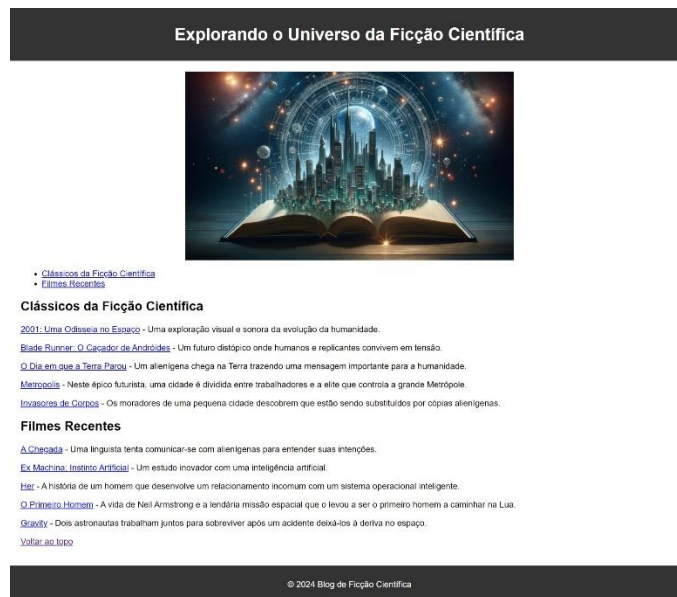 Explorando o Universo da Ficção Científica
Clássicos da Ficção Científica
Filmes Recentes
Clássicos da Ficção Científica
2001: Uma Odisseia no Espaço - Uma exploração visual e sonora da evolução da humanidade.
Blade Runner: O Caçador de Andróides - Um futuro distópico onde humanos e replicantes convivem em tensão.
O Dia em que a Terra Parou - Um alienígena chega na Terra trazendo uma mensagem importante para a humanidade.
Metropolis - Neste épico futurista, uma cidade é dividida entre trabalhadores e a elite que controla a grande Metrópole.
Invasores de Corpos - Os moradores de uma pequena cidade descobrem que estão sendo substituídos por cópias alienígenas.
Filmes Recentes
A Chegada - Uma linguista tenta comunicar-se com alienígenas para entender suas intenções.
Ex Machina: Instinto Artificial - Um estudo inovador com uma inteligência artificial.
Her - A história de um homem que desenvolve um relacionamento incomum com um sistema operacional inteligente.
O Primeiro Homem - A vida de Neil Armstrong e a lendária missão espacial que o levou a ser o primeiro homem a caminhar na Lua.
Gravity - Dois astronautas trabalham juntos para sobreviver após um acidente deixá-los à deriva no espaço.
Voltar ao topo
© 2024 Blog de Ficção Científica